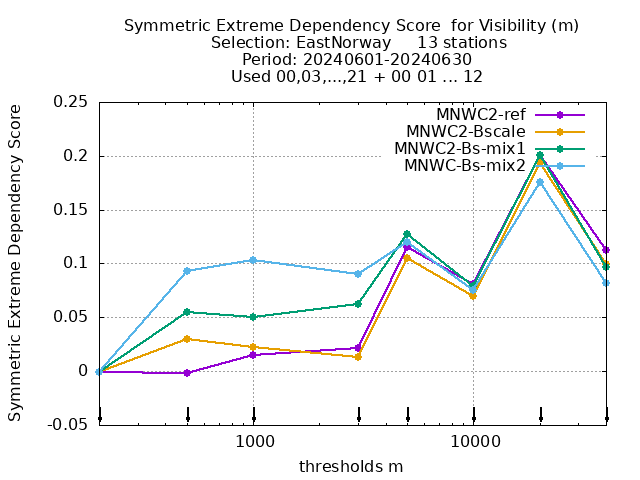 Symmetric Extreme Dependency Score  for Visibility (m)
Selection: EastNorway     13 stations
Period: 20240601-20240630
Used 00,03,...,21 + 00 01 ... 12
Symmetric Extreme Dependency Score
0.25
0.2
0.15
0.1
0.05
0
-0.05
MNWC2-ref
MNWC2-Bscale
MNWC2-Bs-mix1
MNWC-Bs-mix2
1000
10000
thresholds m